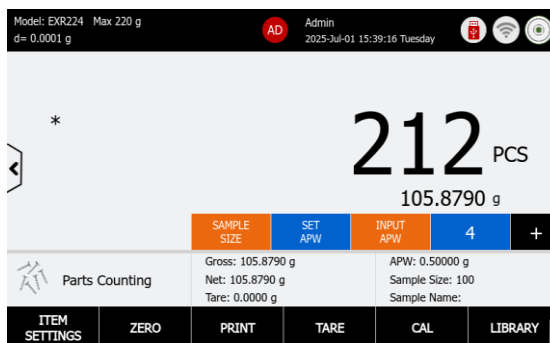 Model: EXR224 Max 220 g
d= 0.0001 g
AD
Admin
2025-Jul-01 15:39:16 Tuesday
*
212 PCS
105.8790 g
SAMPLE SIZE
SET APW
INPUT APW
4
+
Parts Counting
Gross: 105.8790 g
Net: 105.8790 g
Tare: 0.0000 g
APW: 0.50000 g
Sample Size: 100
Sample Name:
ITEM SETTINGS
ZERO
PRINT
TARE
CAL
LIBRARY